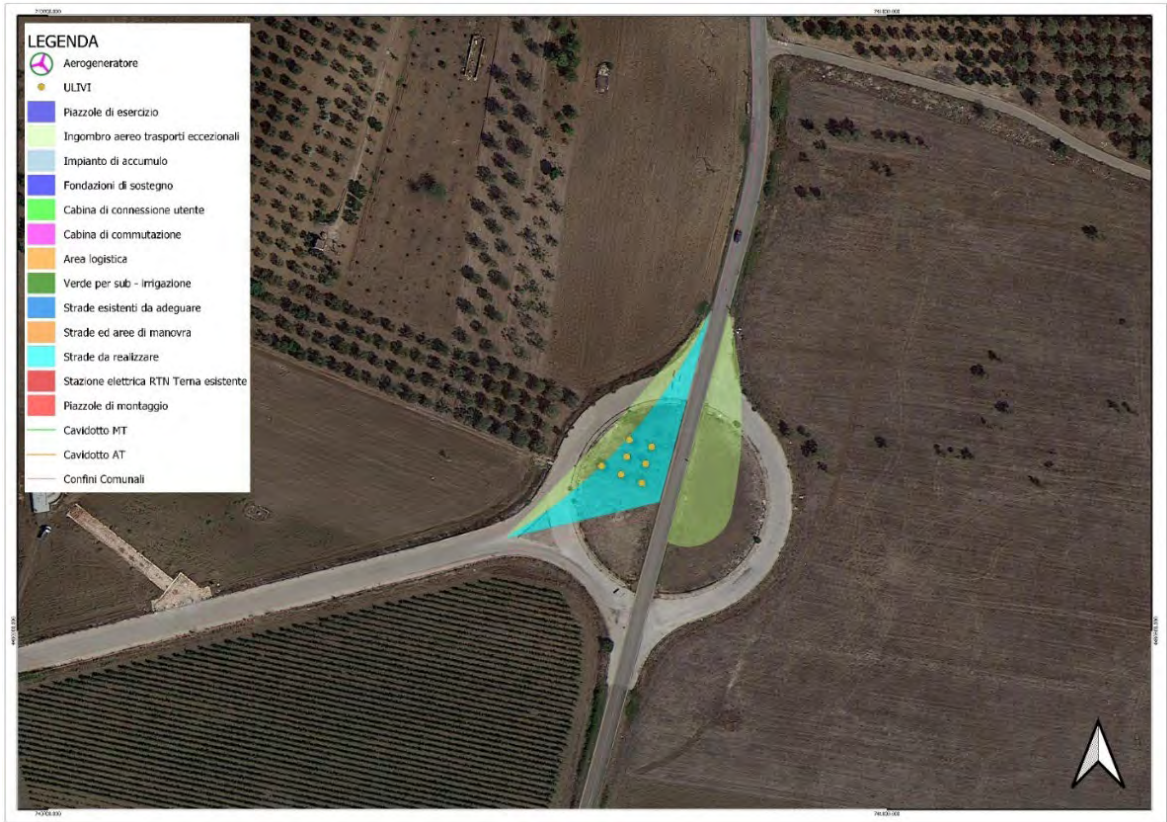 LEGENDA
Aerogeneratore
ULIVI
Piazzole di esercizio
Ingombro aereo trasporti eccezionali
Impianto di accumulo
Fondazioni di sostegno
Cabina di connessione utente
Cabina di commutazione
Area logistica
Verde per sub - irrigazione
Strade esistenti da adeguare
Strade ed aree di manovra
Strade da realizzare
Stazione elettrica RTN Terna esistente
Piazzole di montaggio
Cavidotto MT
Cavidotto AT
Confini Comunali